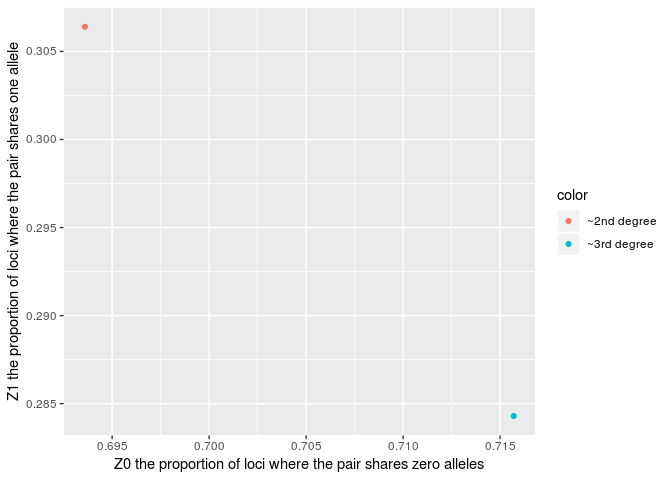 Z1 the proportion of loci where the pair shares one allele
0.305
0.300
0.295
0.290
0.285
0.695
0.700
0.705
0.710
0.715
Z0 the proportion of loci where the pair shares zero alleles
color
~2nd degree
~3rd degree